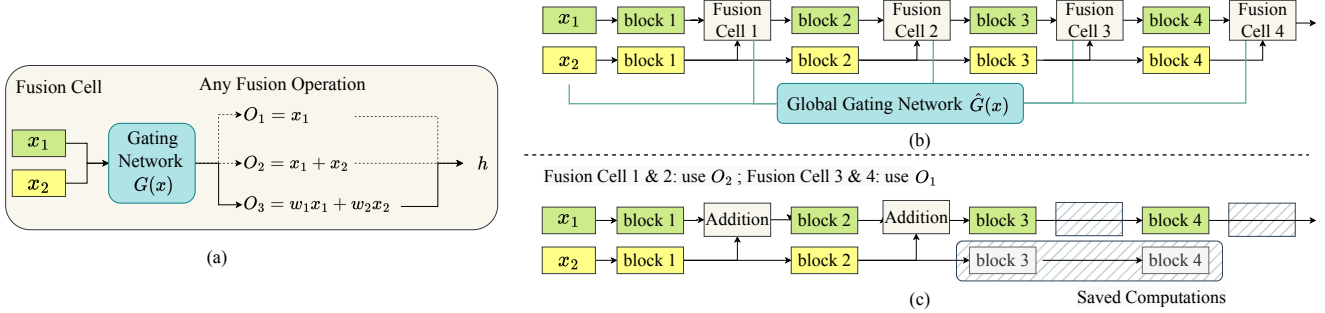 Fusion Cell
Any Fusion Operation
x₁
x₂
Gating
Network
G(x)
O₁ = x₁
O₂ = x₁ + x₂
O₃ = w₁x₁ + w₂x₂
h
(a)
x₁
block 1
Fusion
Cell 1
block 2
Fusion
Cell 2
block 3
Fusion
Cell 3
block 4
Fusion
Cell 4
x₂
block 1
block 2
block 3
block 4
Global Gating Network Ĝ(x)
(b)
Fusion Cell 1 & 2: use O₂ ; Fusion Cell 3 & 4: use O₁
x₁
block 1
Addition
block 2
Addition
block 3
block 4
x₂
block 1
block 2
block 3
block 4
Saved Computations
(c)